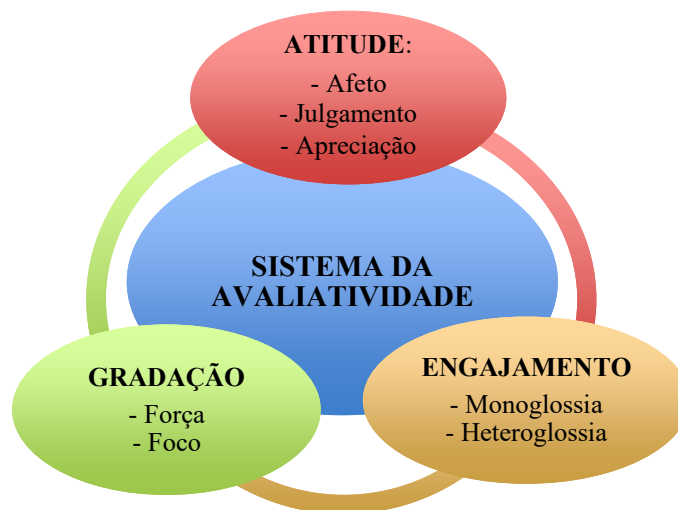 ATITUDE:
- Afeto
- Julgamento
- Apreciação
SISTEMA DA
AVALIATIVIDADE
GRADAÇÃO
- Força
- Foco
ENGAJAMENTO
- Monoglossia
- Heteroglossia